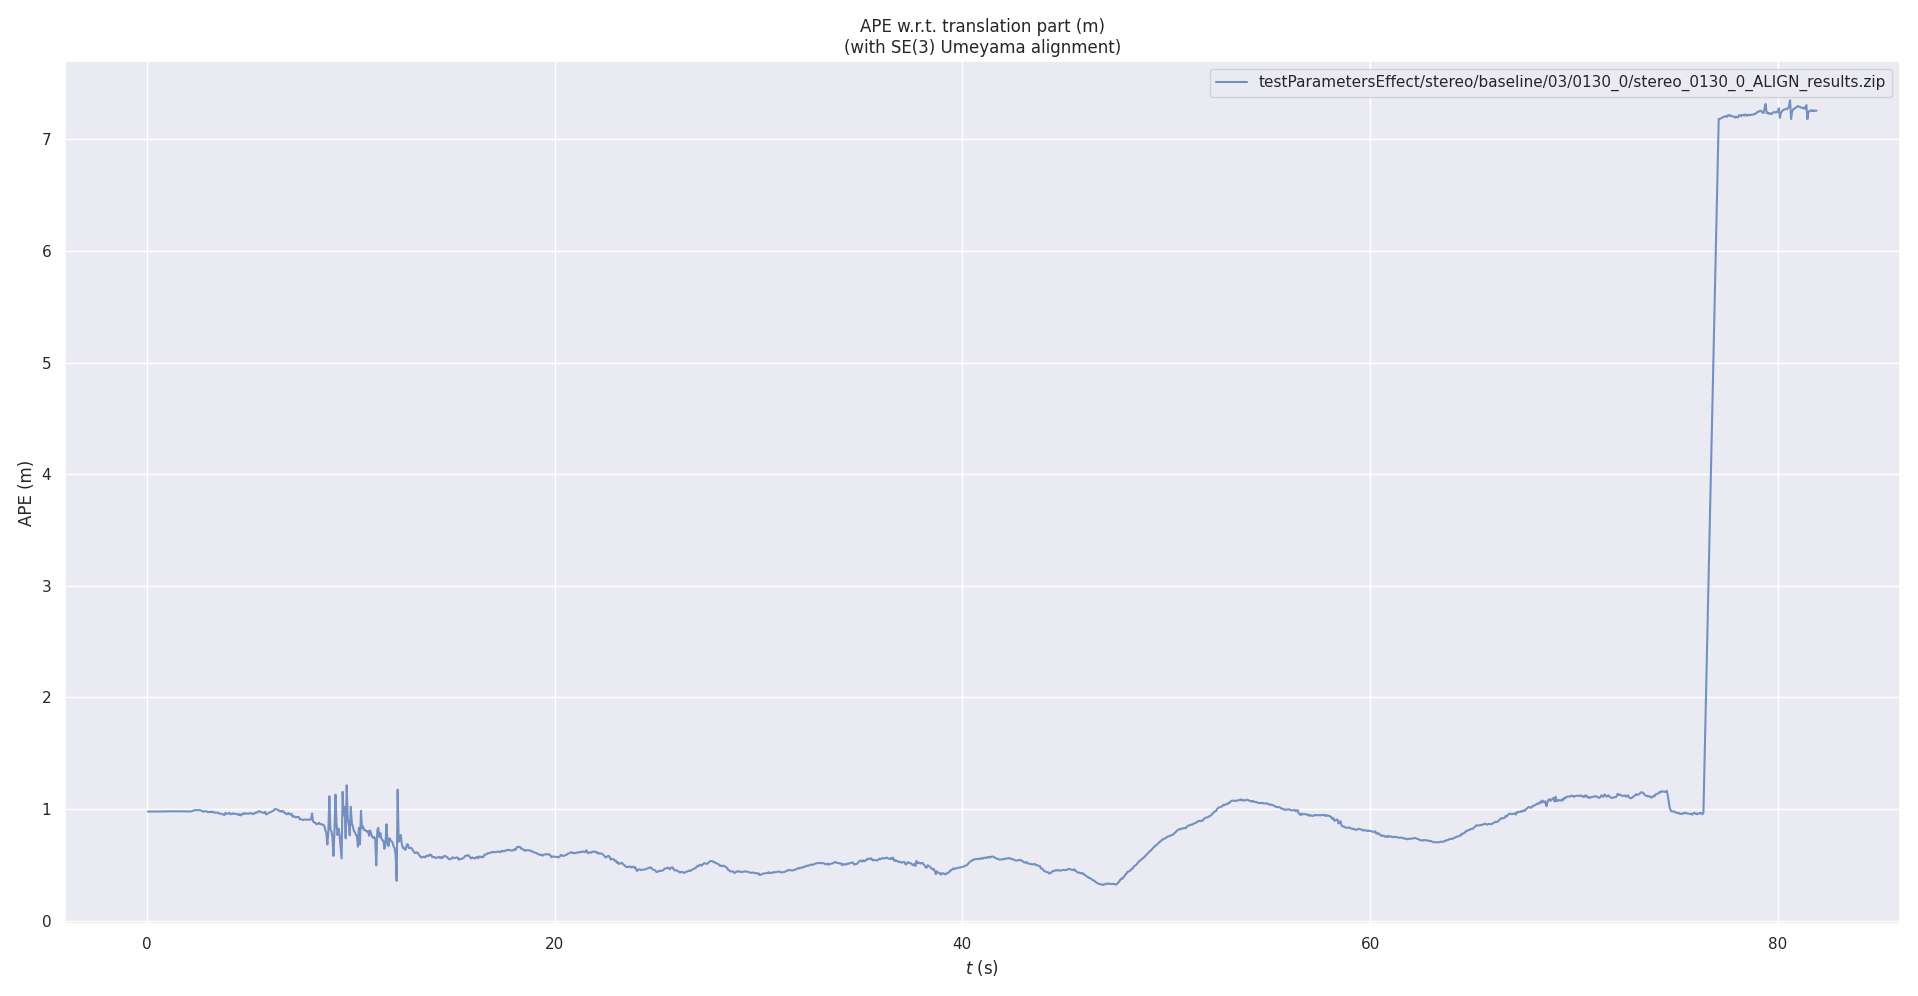 APE w.r.t. translation part (m)
(with SE(3) Umeyama alignment)
testParametersEffect/stereo/baseline/03/0130_0/stereo_0130_0_ALIGN_results.zip
7
6
5
4
3
2
1
0
APE (m)
0 20 40 60 80
t (s)